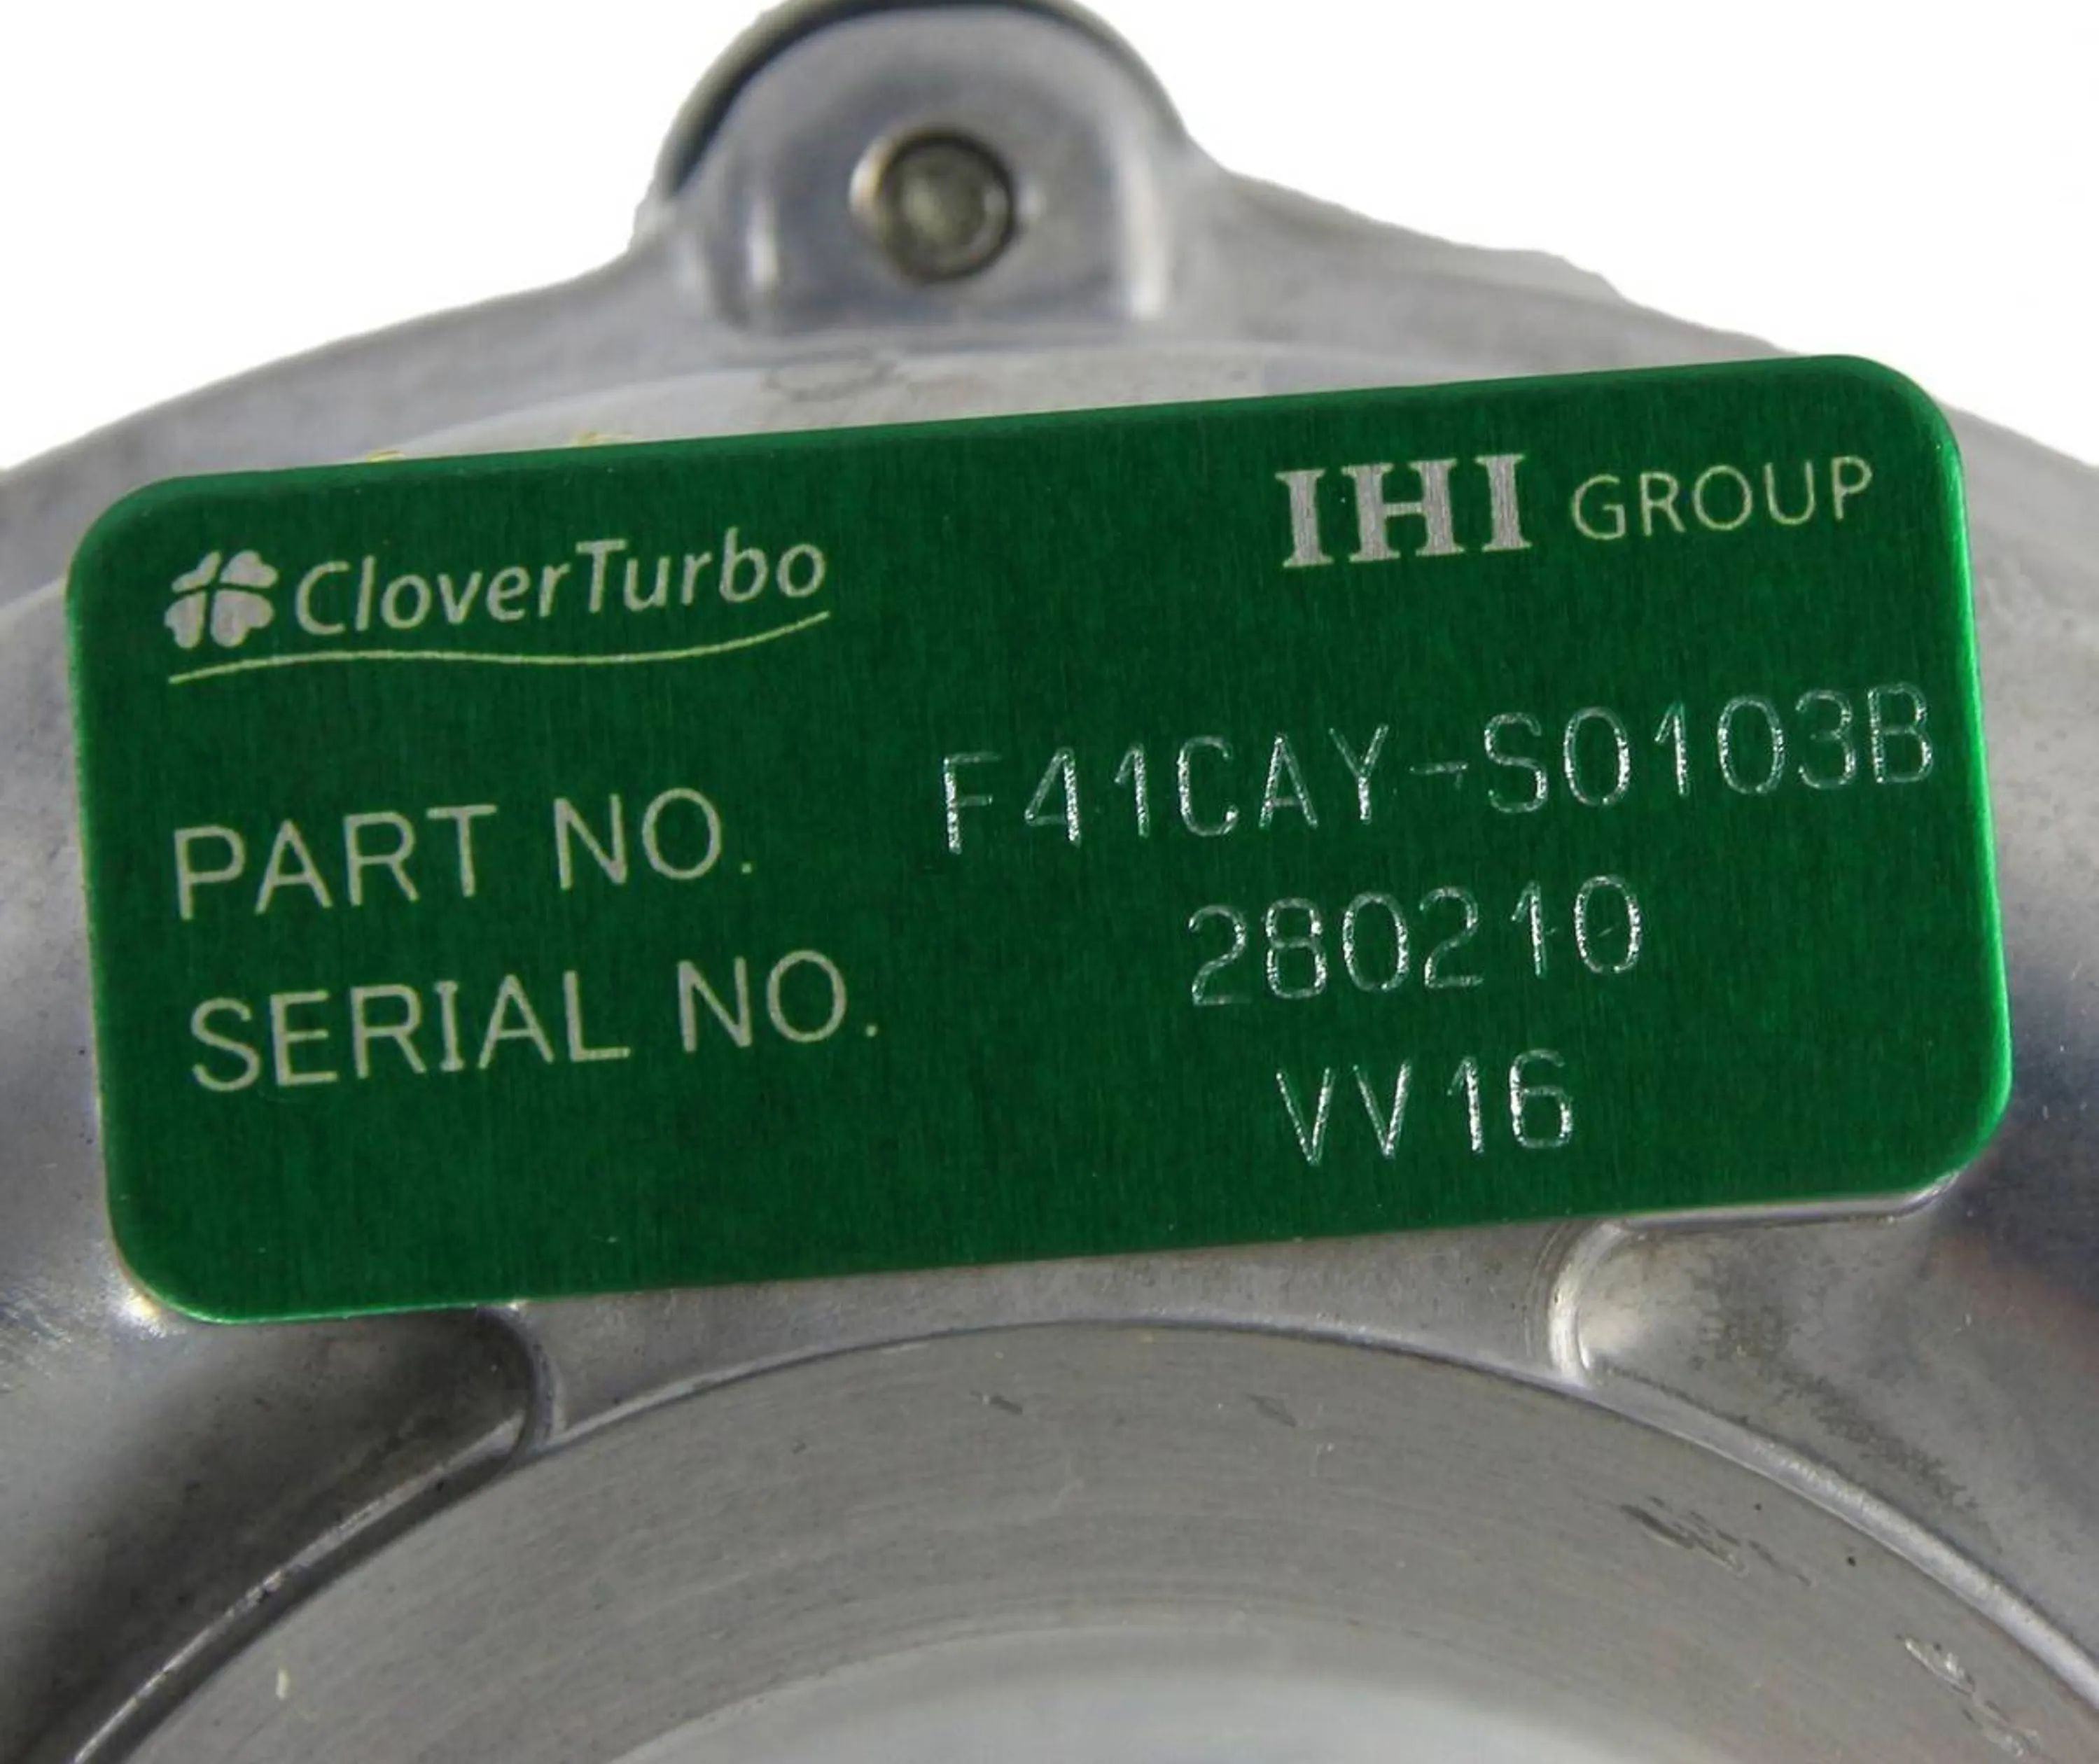 CloverTurbo IHI GROUP
PART NO. F41CAY-S0103B
SERIAL NO. 280210
VV16